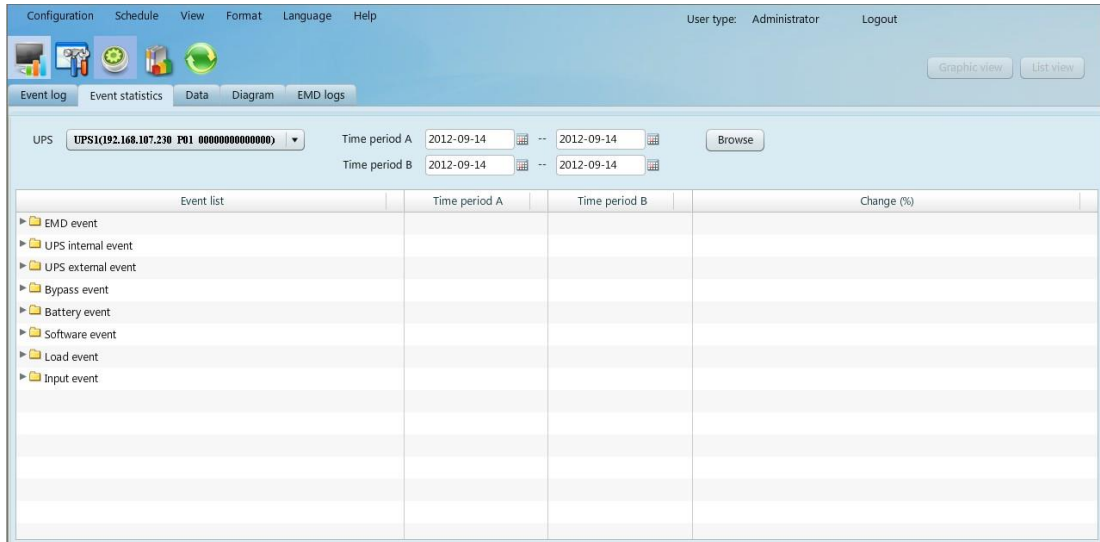 Configuration Schedule View Format Language Help User type: Administrator Logout
Graphic view List view
Event log Event statistics Data Diagram EMD logs
UPS UPS1(192.168.107.230 P01 00000000000000) Time period A 2012-09-14 -- 2012-09-14 Browse
Time period B 2012-09-14 -- 2012-09-14
Event list Time period A Time period B Change (%)
EMD event
UPS internal event
UPS external event
Bypass event
Battery event
Software event
Load event
Input event